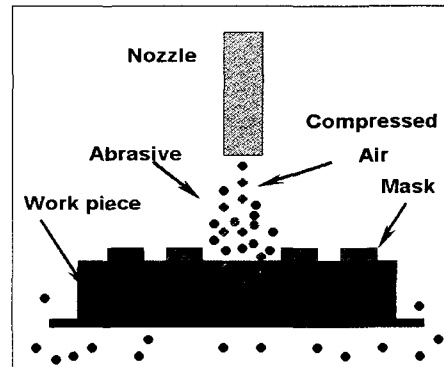 Nozzle
Compressed
Air
Abrasive
Mask
Work piece